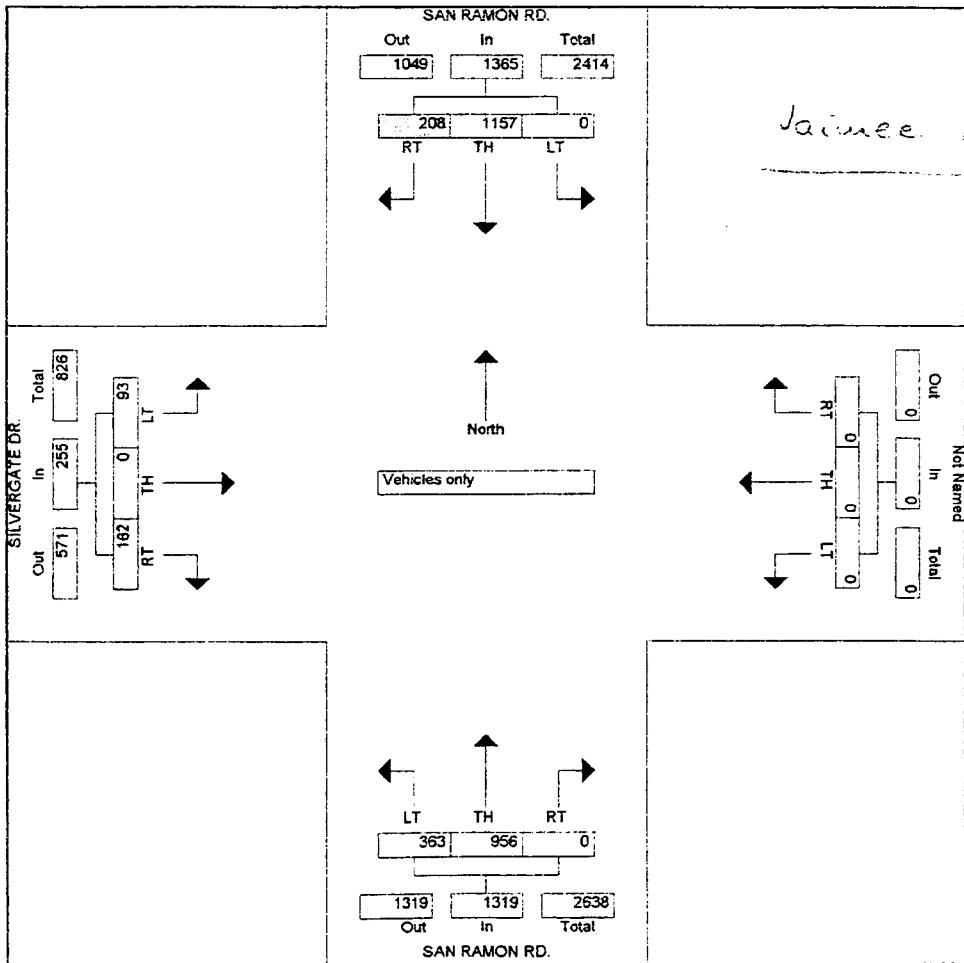 SAN RAMON RD.
Out In Total
1049 1365 2414
208 1157 0
RT TH LT
Jaimee
SILVERGATE DR.
Total In Out
826 255 571
93 0 162
LT TH RT
North
Vehicles only
RT TH LT
0 0 0
Out In Total
0 0 0
Not Named
LT TH RT
363 956 0
1319 1319 2638
Out In Total
SAN RAMON RD.